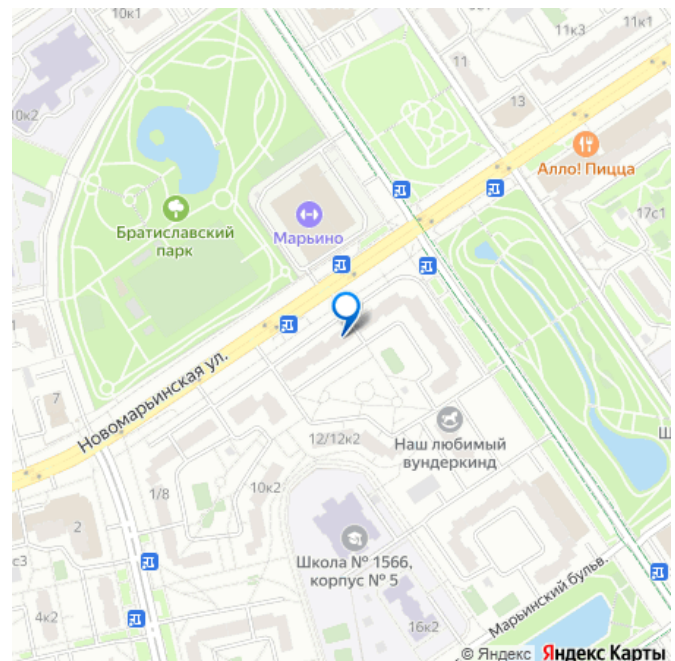 10к1
11к3
11к1
11
10к2
13
Алло! Пицца
17с1
Братиславский
парк
Марьино
Новомарьинская ул.
7
12/12к2
Наш любимый
вундеркинд
1/8
10к2
2
Школа № 1566,
корпус № 5
4к2
16к2
Марьинский бульв.
© Яндекс Яндекс Карты